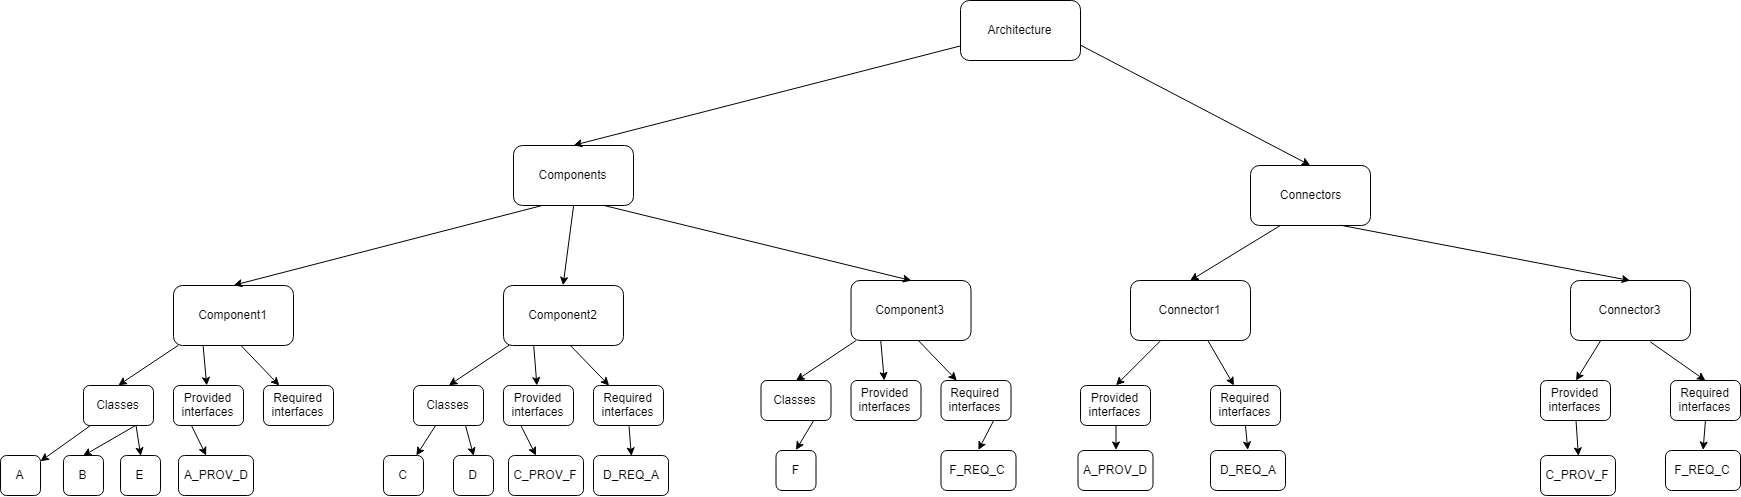 Architecture
Components
Connectors
Component1
Component2
Component3
Connector1
Connector3
Classes
Provided
interfaces
Required
interfaces
Classes
Provided
interfaces
Required
interfaces
Classes
Provided
interfaces
Required
interfaces
Provided
interfaces
Required
interfaces
Provided
interfaces
Required
interfaces
A
B
E
A_PROV_D
C
D
C_PROV_F
D_REQ_A
F
F_REQ_C
A_PROV_D
D_REQ_A
C_PROV_F
F_REQ_C